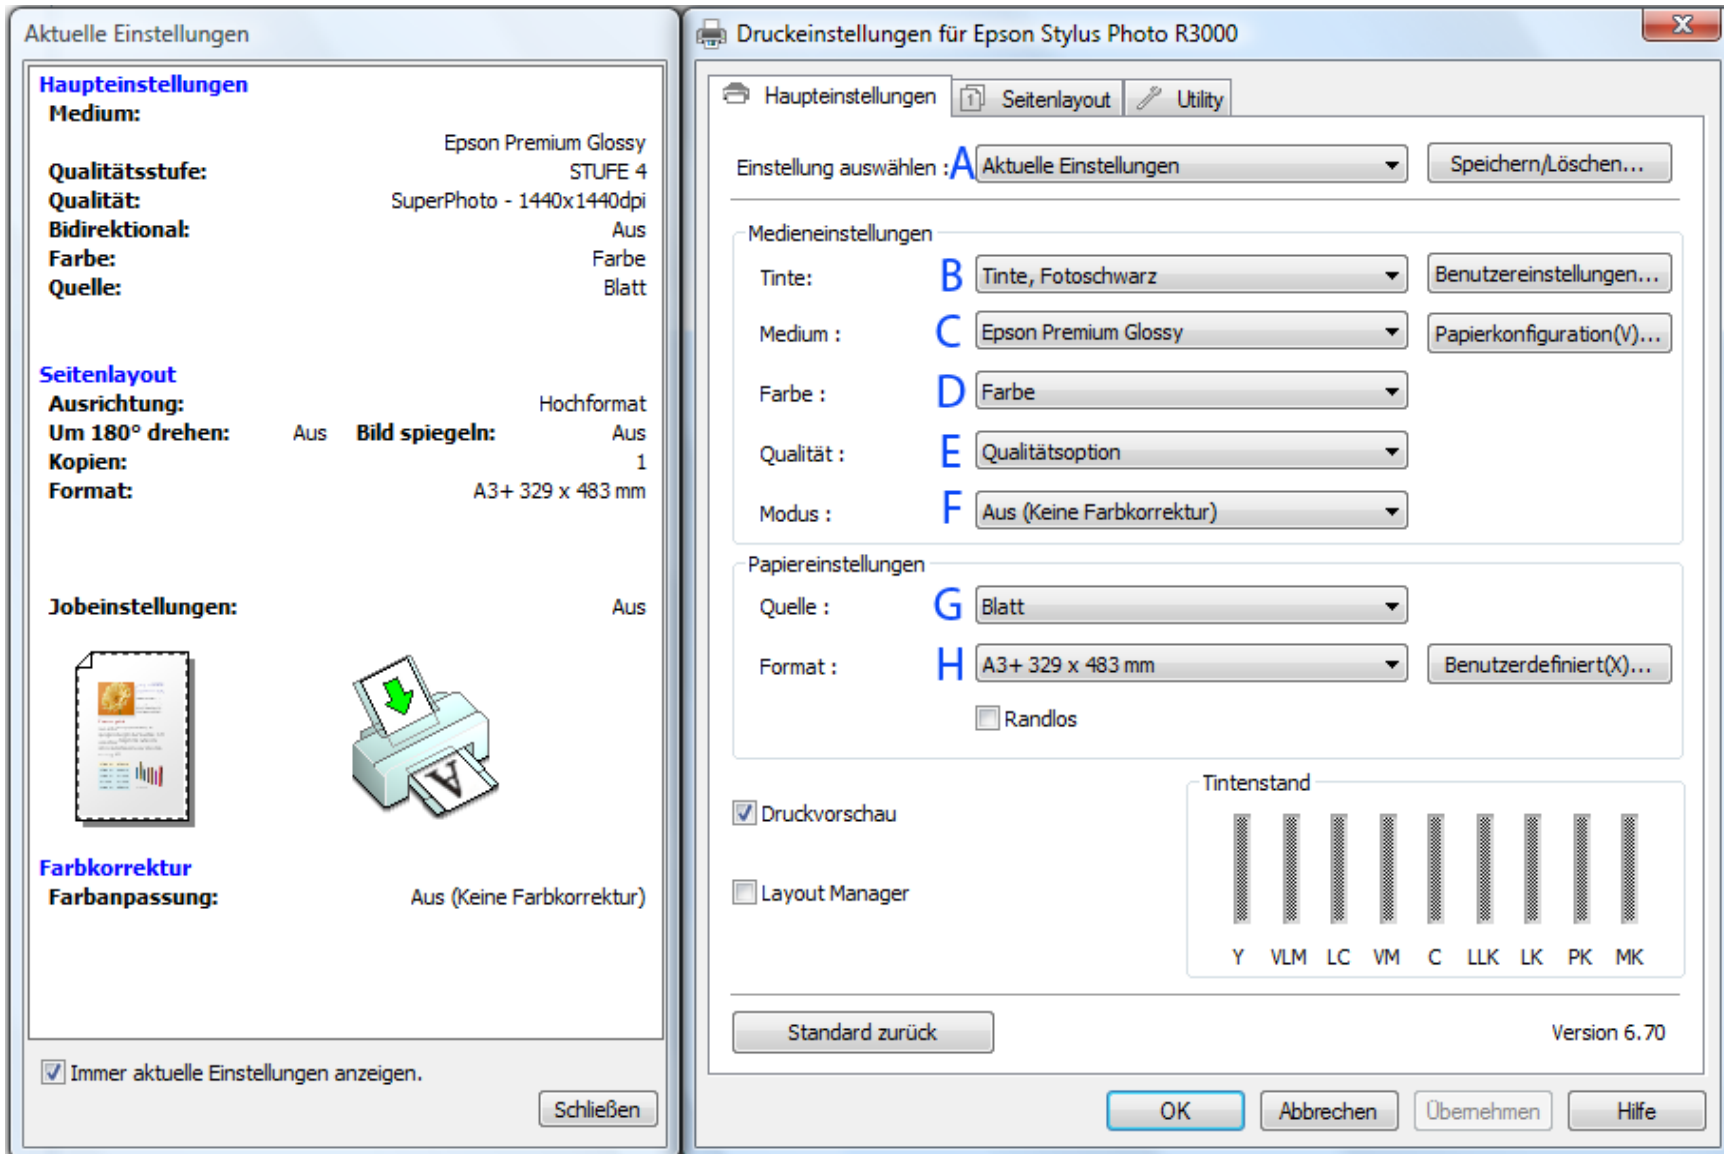 Aktuelle Einstellungen
Haupteinstellungen
Medium:
Epson Premium Glossy
Qualitätsstufe: STUFE 4
Qualität: SuperPhoto - 1440x1440dpi
Bidirektional: Aus
Farbe: Farbe
Quelle: Blatt
Seitenlayout
Ausrichtung: Hochformat
Um 180° drehen: Aus Bild spiegeln: Aus
Kopien: 1
Format: A3+ 329 x 483 mm
Jobeinstellungen: Aus
A
Farbkorrektur
Farbanpassung: Aus (Keine Farbkorrektur)
Immer aktuelle Einstellungen anzeigen.
Schließen
Druckeinstellungen für Epson Stylus Photo R3000
Haupteinstellungen Seitenlayout Utility
Einstellung auswählen : A Aktuelle Einstellungen Speichern/Löschen...
Medieneinstellungen
Tinte: B Tinte, Fotoschwarz Benutzereinstellungen...
Medium : C Epson Premium Glossy Papierkonfiguration(V)...
Farbe : D Farbe
Qualität : E Qualitätsoption
Modus : F Aus (Keine Farbkorrektur)
Papiereinstellungen
Quelle : G Blatt
Format : H A3+ 329 x 483 mm Benutzerdefiniert(X)...
Randlos
Tintenstand
Druckvorschau
Layout Manager
Y VLM LC VM C LLK LK PK MK
Standard zurück Version 6.70
OK Abbrechen Übernehmen Hilfe